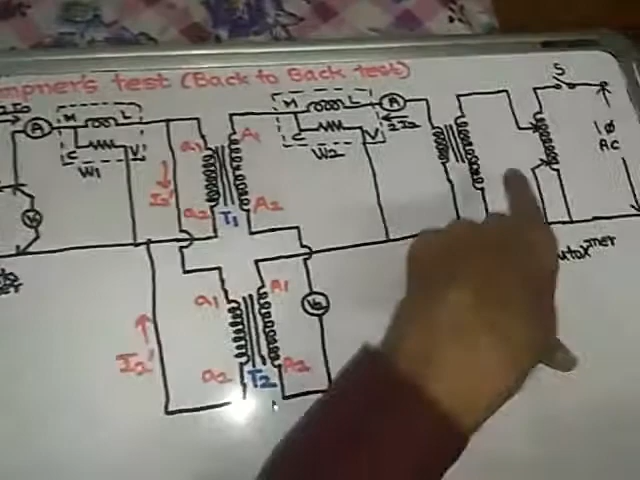 mpner's test (Back to Back test)
S
M L
A
C V
W1
M L
A
2I2
C V
W2
1Φ
AC
a1
A1
I2'
a2
T1
A2
V
a1
A1
I2'
a2
T2
A2